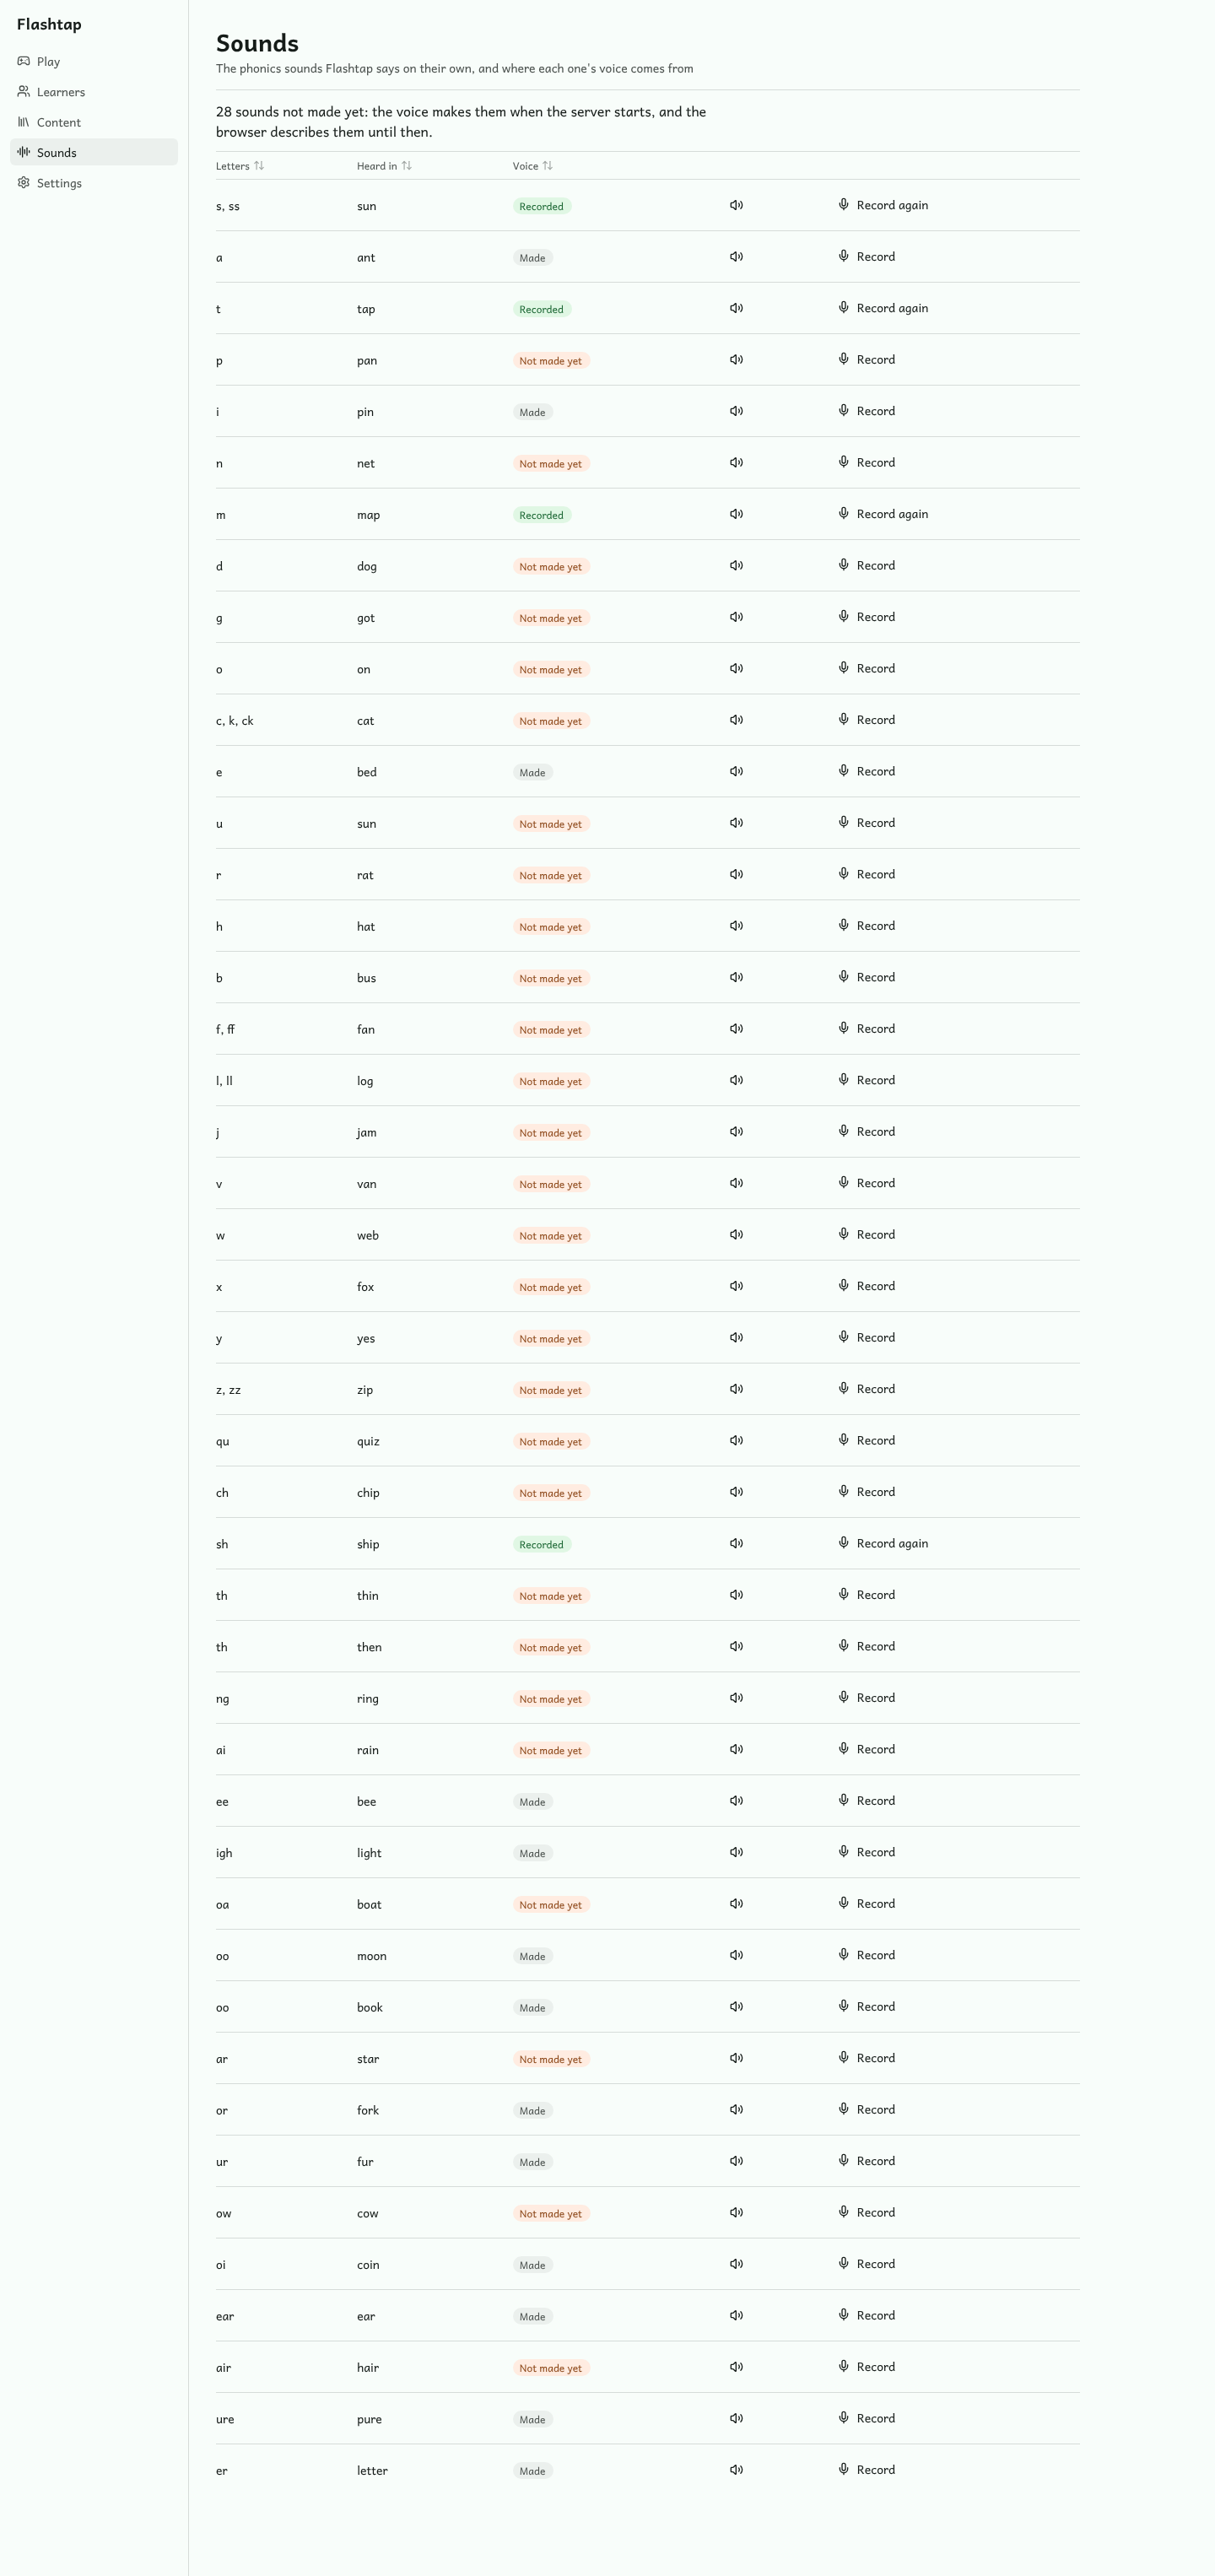 Flashtap
Play
Learners
Content
Sounds
Settings
Sounds
The phonics sounds Flashtap says on their own, and where each one's voice comes from
28 sounds not made yet: the voice makes them when the server starts, and the
browser describes them until then.
Letters Heard in Voice
s, ss sun Recorded Record again
a ant Made Record
t tap Recorded Record again
p pan Not made yet Record
i pin Made Record
n net Not made yet Record
m map Recorded Record again
d dog Not made yet Record
g got Not made yet Record
o on Not made yet Record
c, k, ck cat Not made yet Record
e bed Made Record
u sun Not made yet Record
r rat Not made yet Record
h hat Not made yet Record
b bus Not made yet Record
f, ff fan Not made yet Record
l, ll log Not made yet Record
j jam Not made yet Record
v van Not made yet Record
w web Not made yet Record
x fox Not made yet Record
y yes Not made yet Record
z, zz zip Not made yet Record
qu quiz Not made yet Record
ch chip Not made yet Record
sh ship Recorded Record again
th thin Not made yet Record
th then Not made yet Record
ng ring Not made yet Record
ai rain Not made yet Record
ee bee Made Record
igh light Made Record
oa boat Not made yet Record
oo moon Made Record
oo book Made Record
ar star Not made yet Record
or fork Made Record
ur fur Made Record
ow cow Not made yet Record
oi coin Made Record
ear ear Made Record
air hair Not made yet Record
ure pure Made Record
er letter Made Record